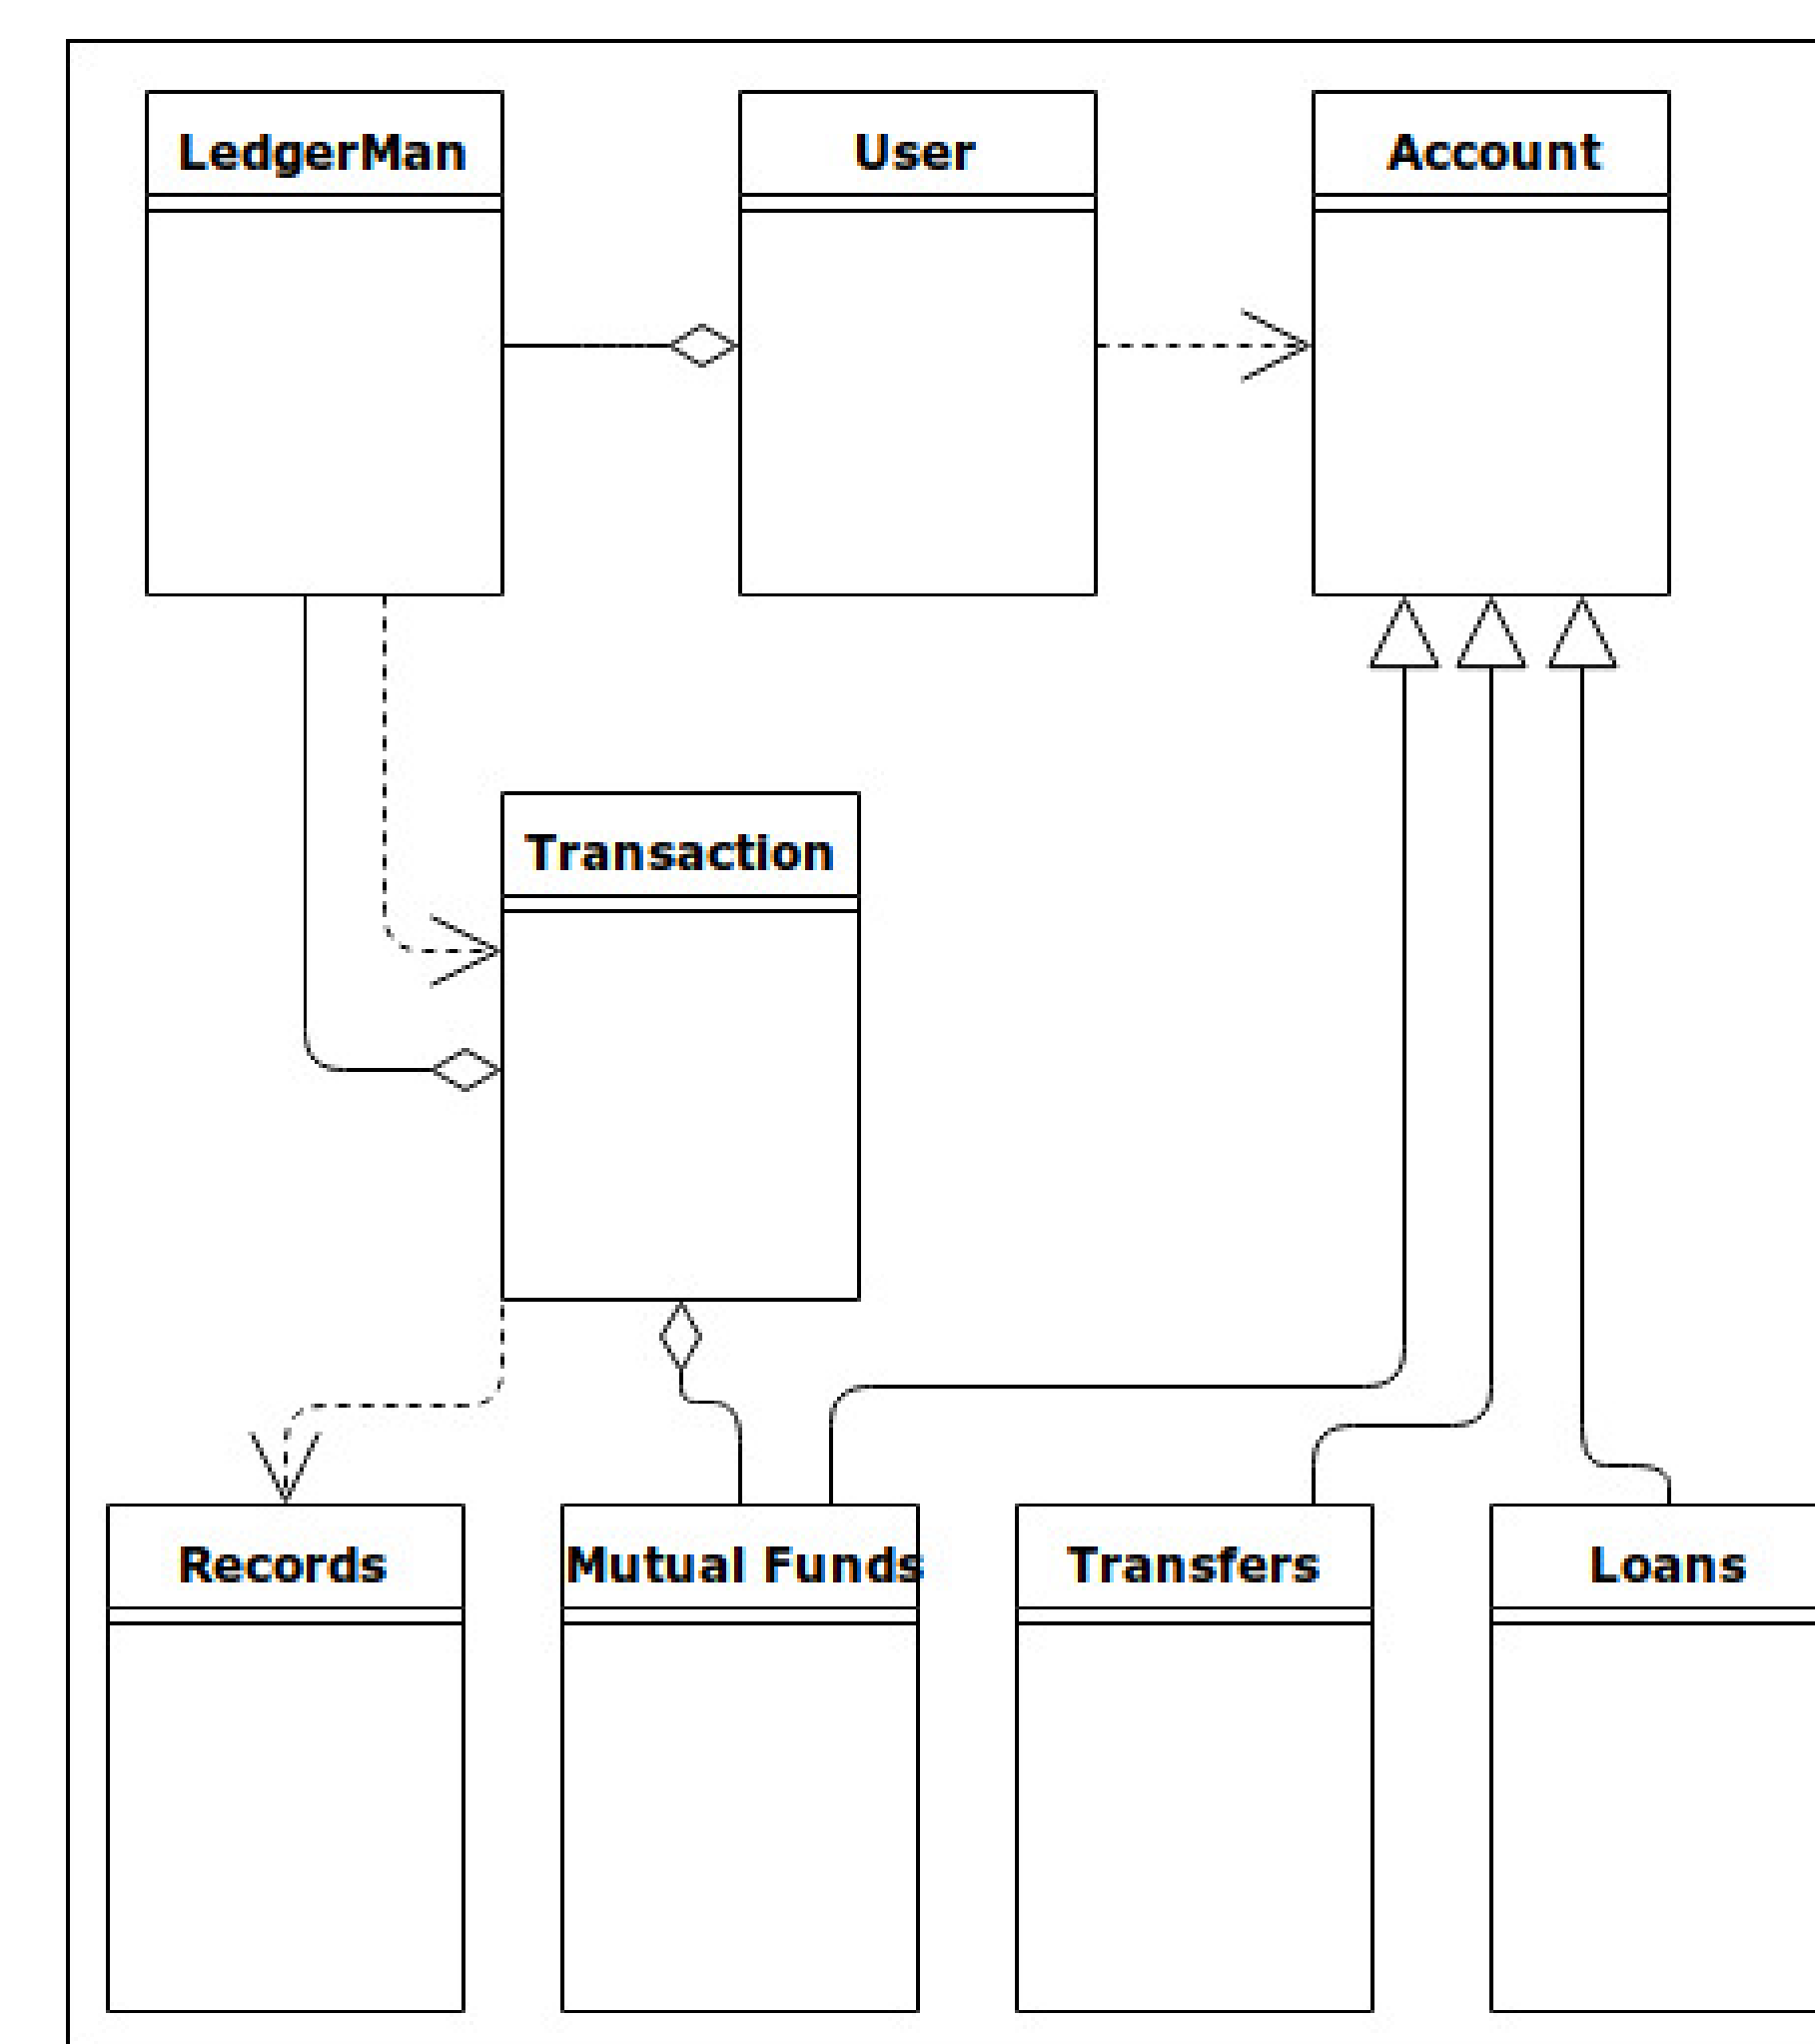 LedgerMan
User
Account
Transaction
Records
Mutual Funds
Transfers
Loans